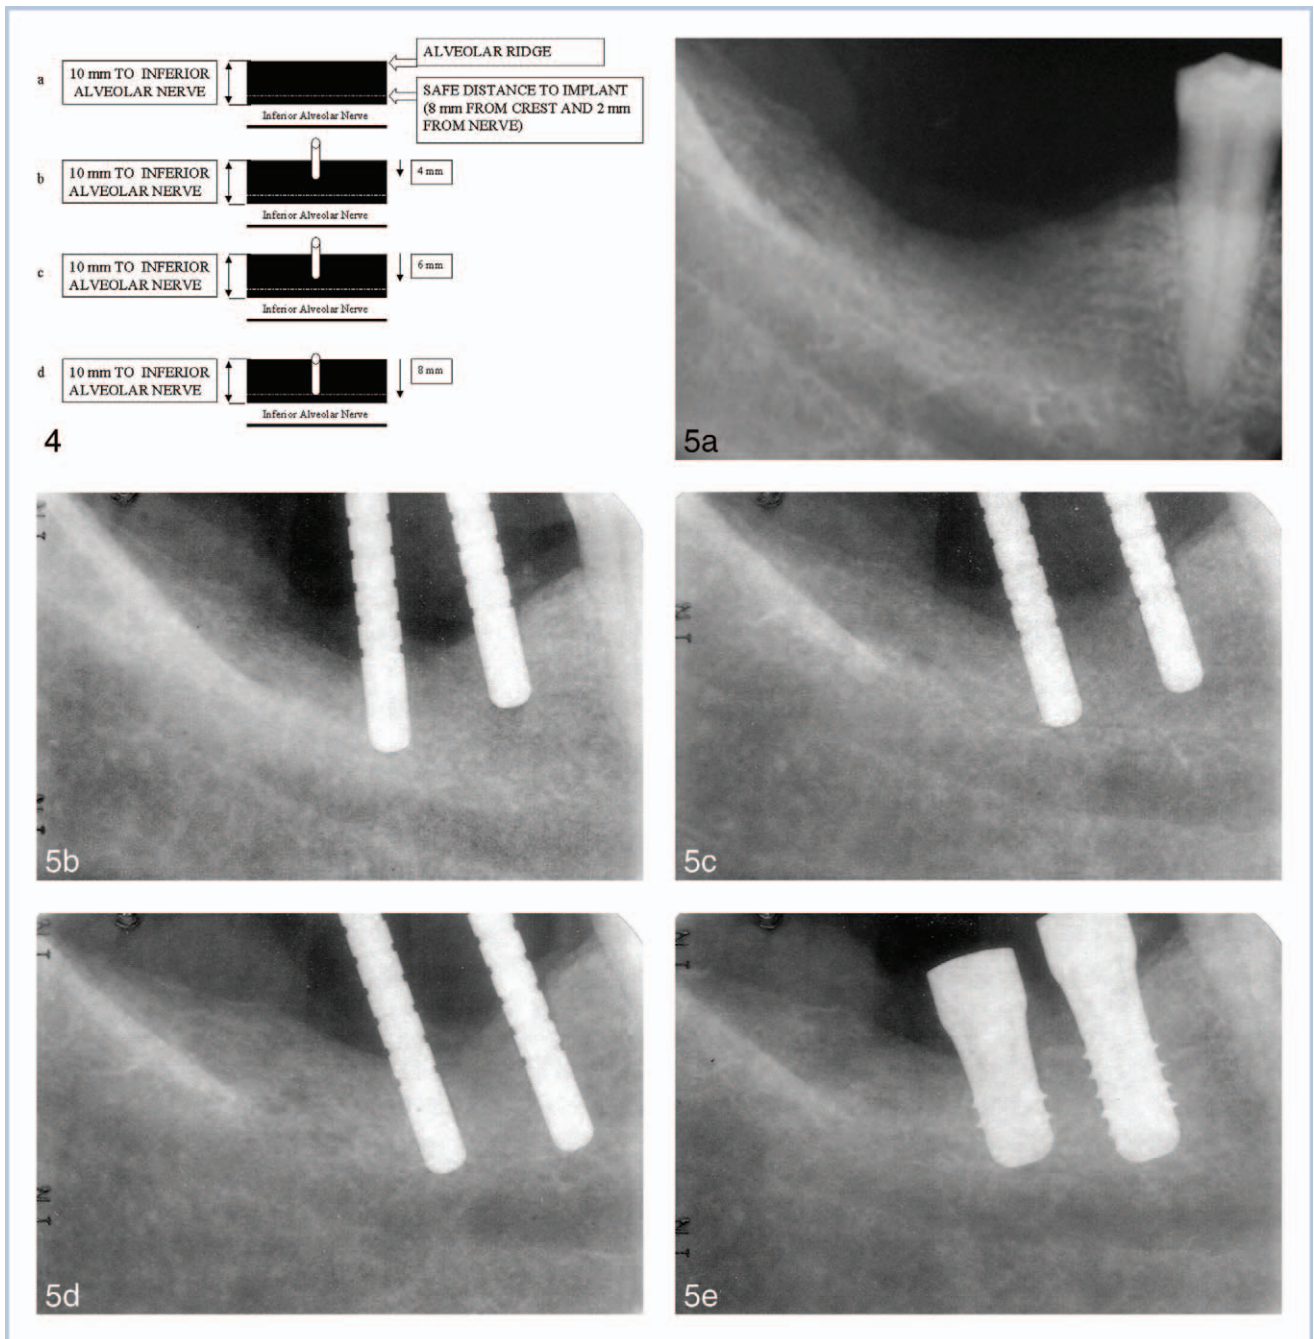 ALVEOLAR RIDGE
a
10 mm TO INFERIOR
ALVEOLAR NERVE
SAFE DISTANCE TO IMPLANT
(8 mm FROM CREST AND 2 mm
FROM NERVE)
Inferior Alveolar Nerve
b
10 mm TO INFERIOR
ALVEOLAR NERVE
4 mm
Inferior Alveolar Nerve
c
10 mm TO INFERIOR
ALVEOLAR NERVE
6 mm
Inferior Alveolar Nerve
d
10 mm TO INFERIOR
ALVEOLAR NERVE
8 mm
Inferior Alveolar Nerve
4
5a
5b
5c
5d
5e